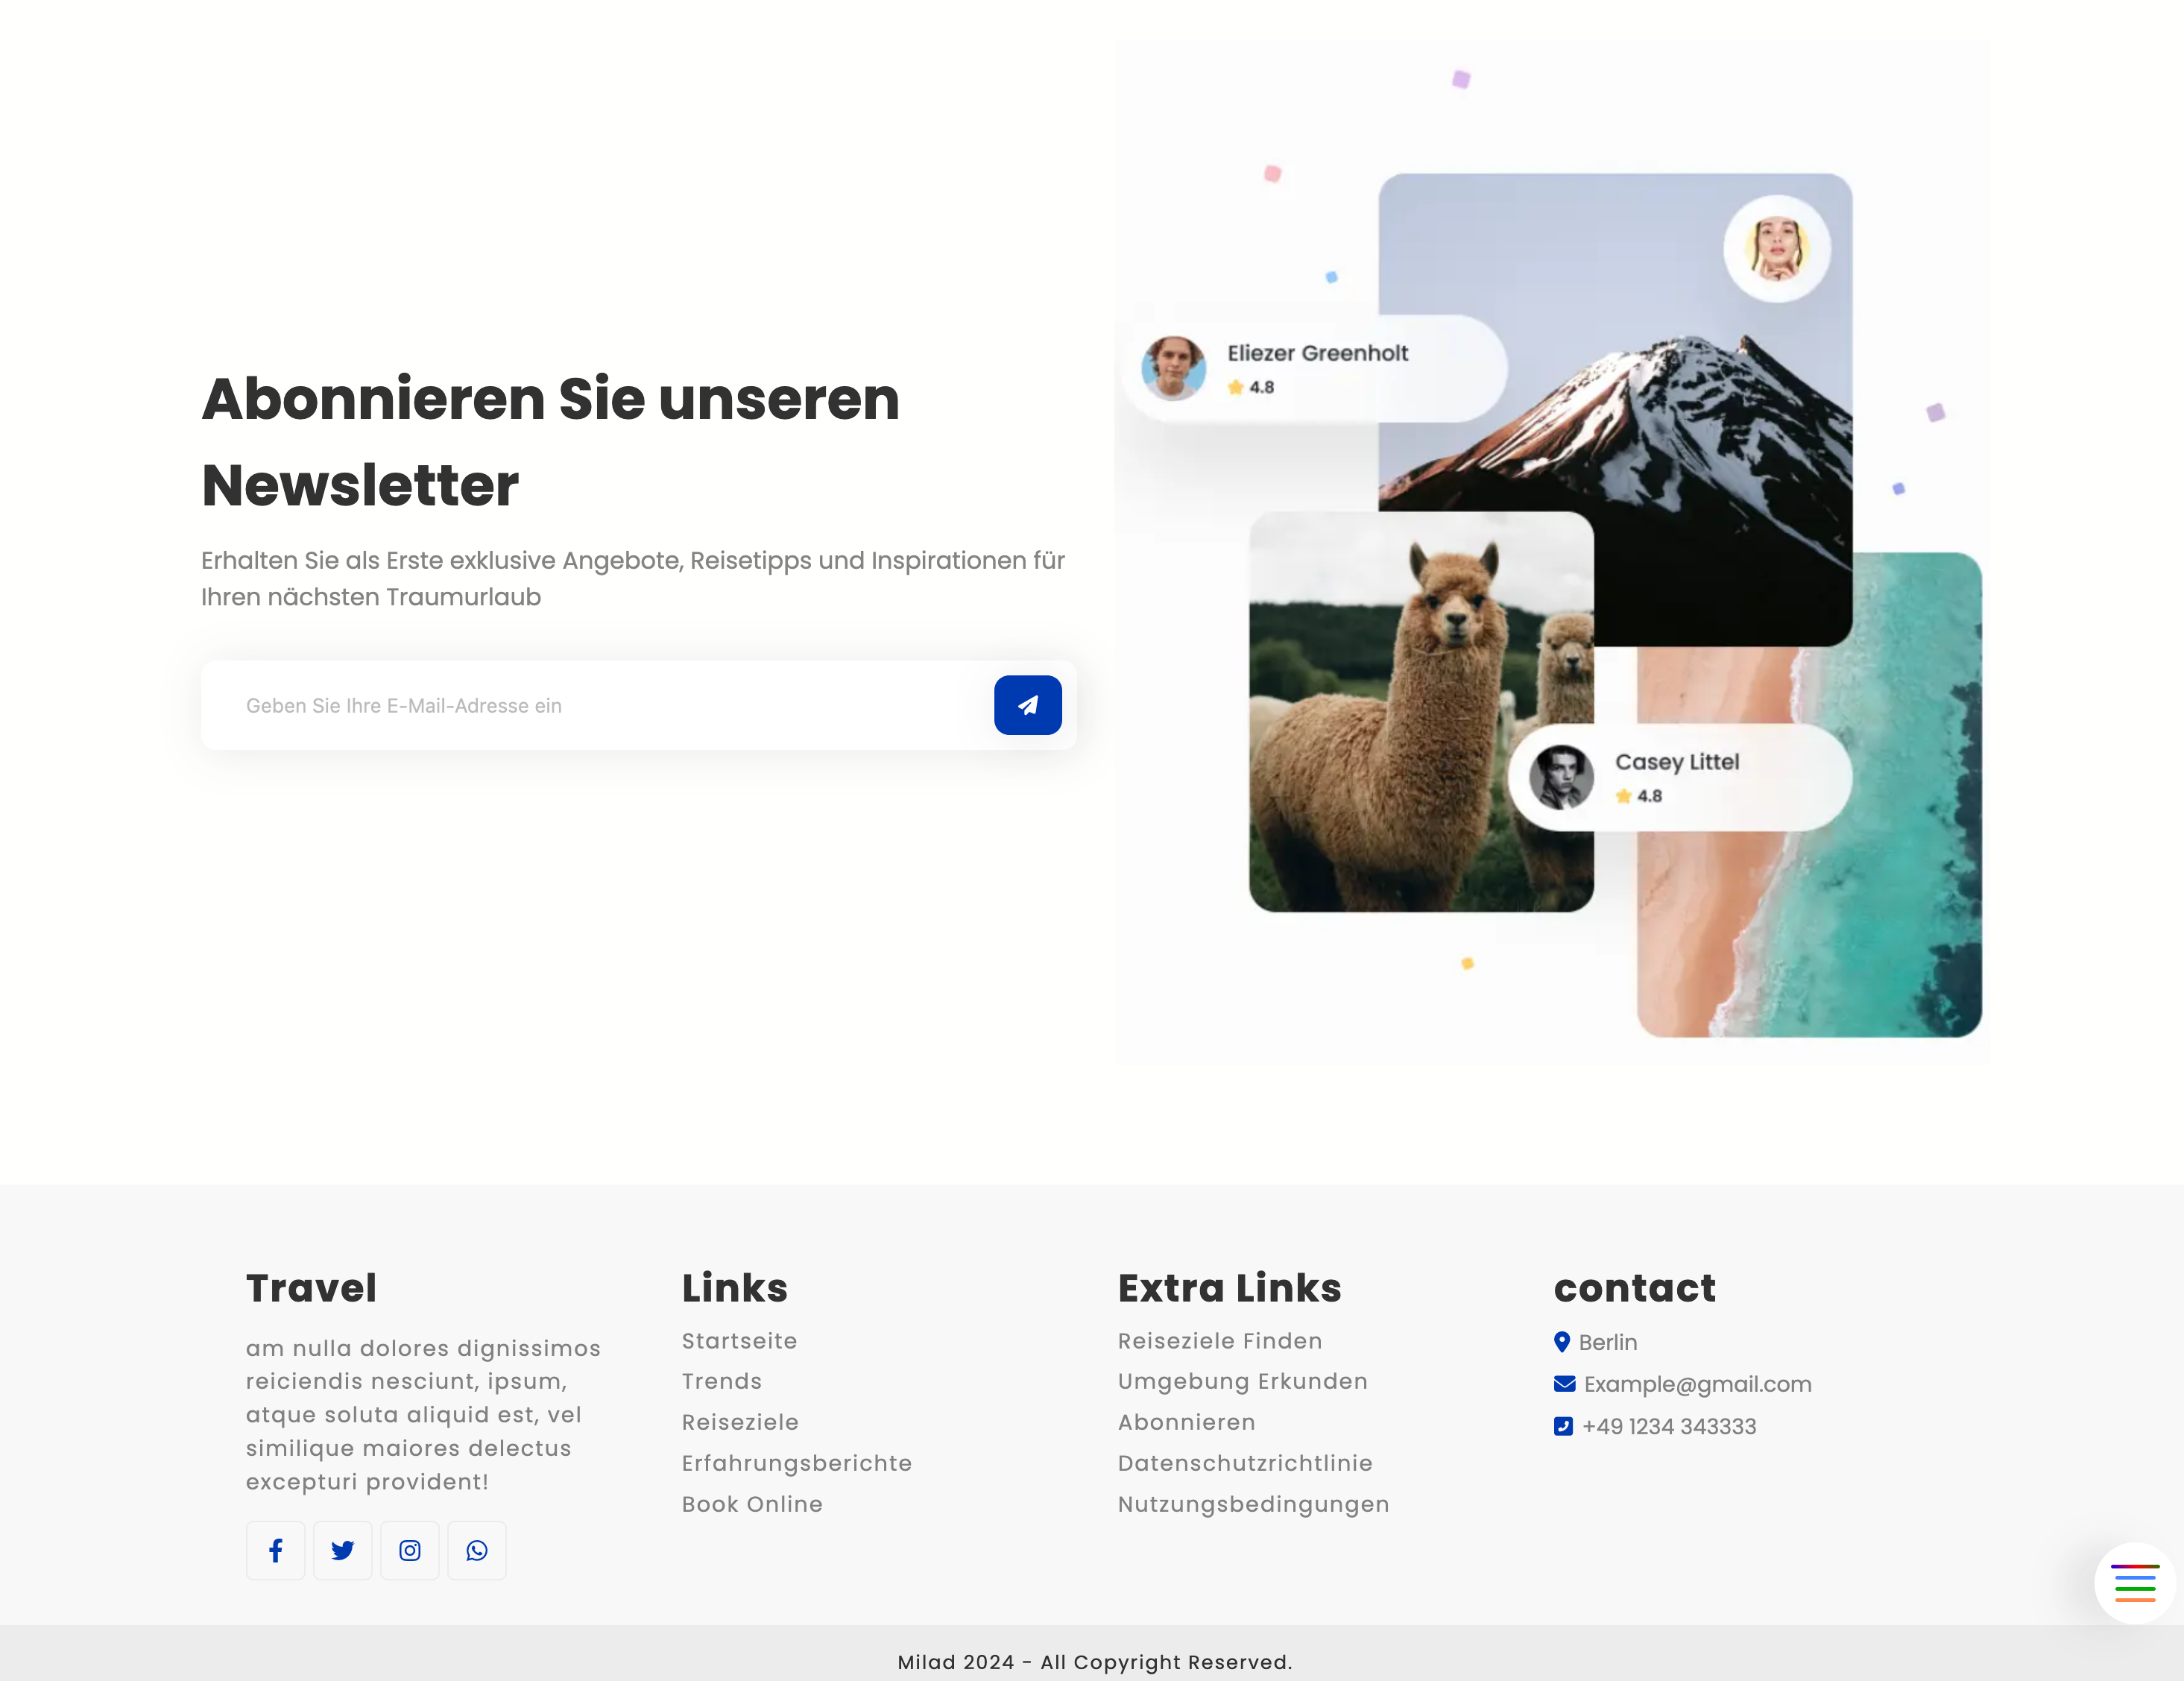 Abonnieren Sie unseren
Newsletter
Erhalten Sie als Erste exklusive Angebote, Reisetipps und Inspirationen für
Ihren nächsten Traumurlaub
Geben Sie Ihre E-Mail-Adresse ein
Eliezer Greenholt
4.8
Casey Littel
4.8
Travel
am nulla dolores dignissimos
reiciendis nesciunt, ipsum,
atque soluta aliquid est, vel
similique maiores delectus
excepturi provident!
Links
Startseite
Trends
Reiseziele
Erfahrungsberichte
Book Online
Extra Links
Reiseziele Finden
Umgebung Erkunden
Abonnieren
Datenschutzrichtlinie
Nutzungsbedingungen
contact
Berlin
Example@gmail.com
+49 1234 343333
Milad 2024 - All Copyright Reserved.